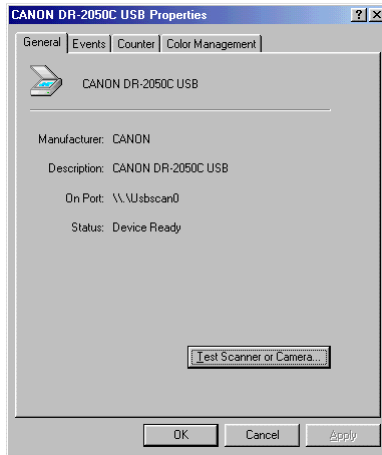 CANON DR-2050C USB Properties
General Events Counter Color Management
CANON DR-2050C USB
Manufacturer: CANON
Description: CANON DR-2050C USB
On Port: \\.\Usbscan0
Status: Device Ready
Test Scanner or Camera...
OK Cancel Apply